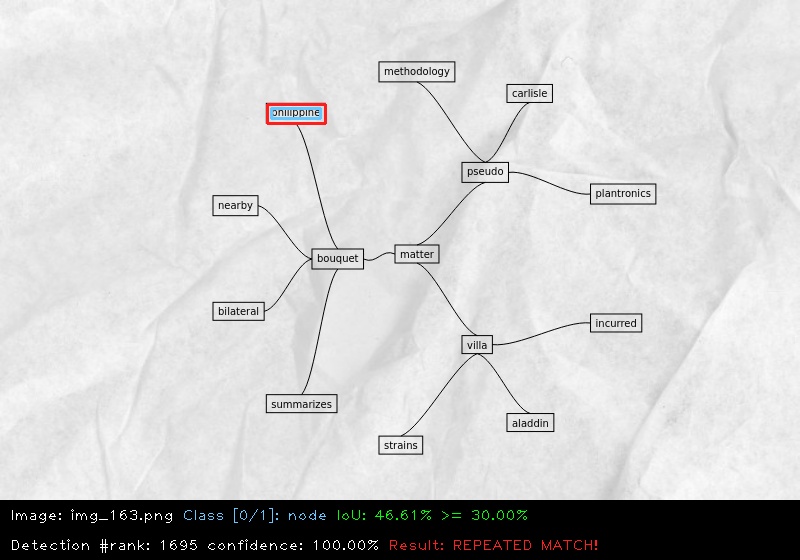 methodology
carlisle
philippine
pseudo
plantronics
nearby
bouquet
matter
bilateral
incurred
villa
summarizes
aladdin
strains
Image: img_163.png Class [0/1]: node IoU: 46.61% >= 30.00%
Detection #rank: 1695 confidence: 100.00% Result: REPEATED MATCH!